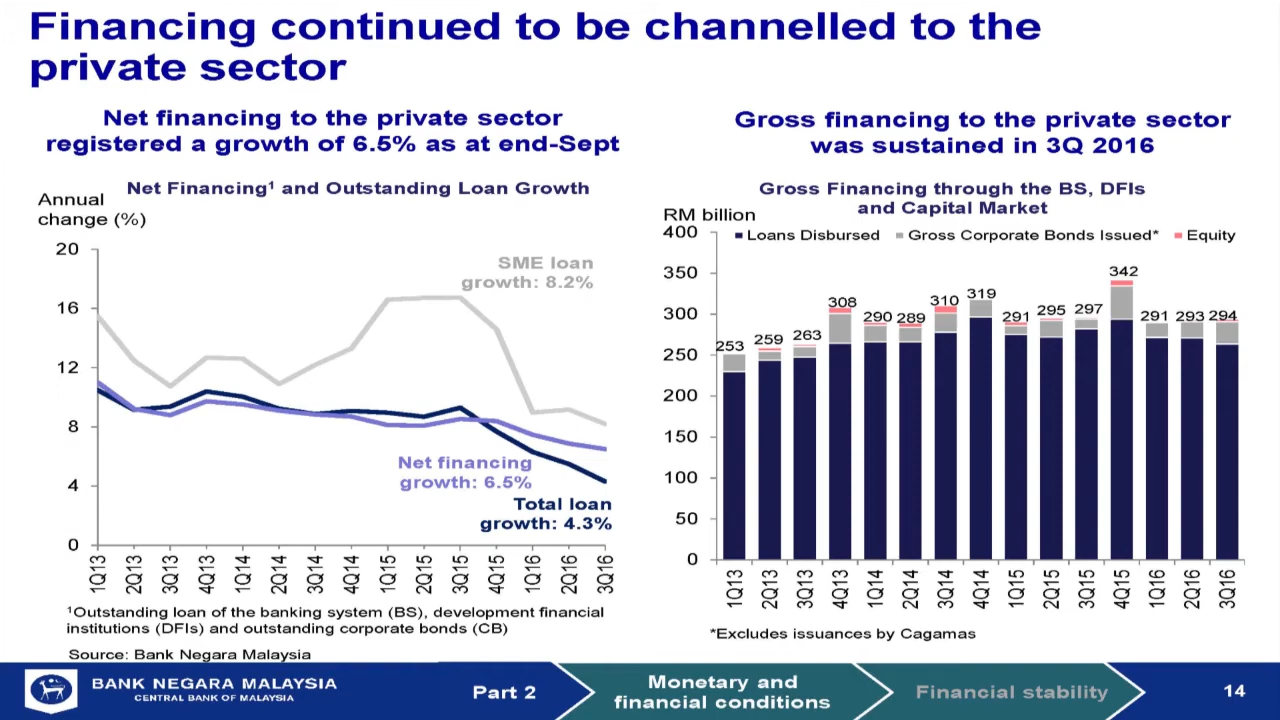 Financing continued to be channelled to the
private sector
Net financing to the private sector
registered a growth of 6.5% as at end-Sept
Net Financing¹ and Outstanding Loan Growth
Annual
change (%)
20
16
12
8
4
0
SME loan
growth: 8.2%
Net financing
growth: 6.5%
Total loan
growth: 4.3%
1Q13
2Q13
3Q13
4Q13
1Q14
2Q14
3Q14
4Q14
1Q15
2Q15
3Q15
4Q15
1Q16
2Q16
3Q16
¹Outstanding loan of the banking system (BS), development financial
institutions (DFIs) and outstanding corporate bonds (CB)
Source: Bank Negara Malaysia
Gross financing to the private sector
was sustained in 3Q 2016
Gross Financing through the BS, DFIs
and Capital Market
RM billion
Loans Disbursed Gross Corporate Bonds Issued* Equity
400
350
300
250
200
150
100
50
0
253
259
263
308
290
289
310
319
291
295
297
342
291
293
294
1Q13
2Q13
3Q13
4Q13
1Q14
2Q14
3Q14
4Q14
1Q15
2Q15
3Q15
4Q15
1Q16
2Q16
3Q16
*Excludes issuances by Cagamas
BANK NEGARA MALAYSIA
CENTRAL BANK OF MALAYSIA
Part 2
Monetary and
financial conditions
Financial stability
14